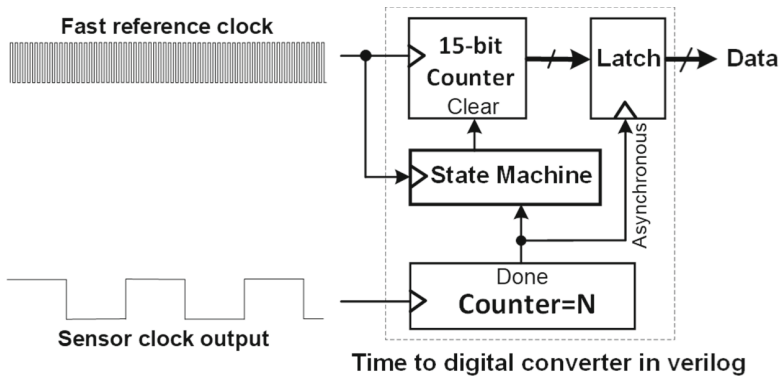 Fast reference clock
15-bit
Counter
Clear
Latch
Data
State Machine
Asynchronous
Done
Counter=N
Sensor clock output
Time to digital converter in verilog